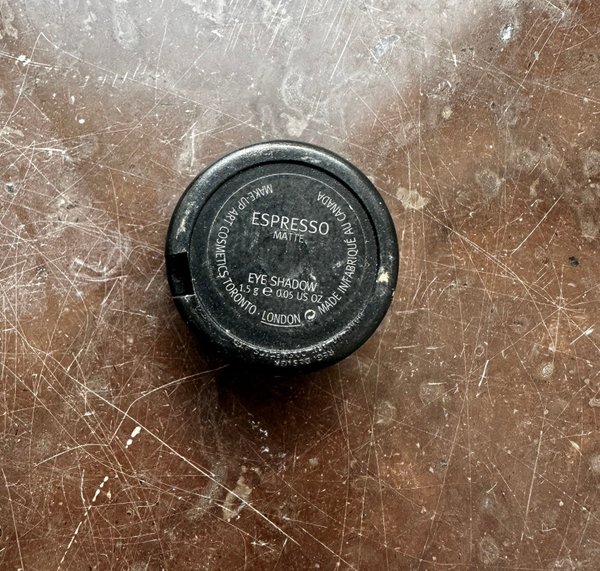 ESPRESSO
MATTE
EYE SHADOW
1.5 g ℮ 0.05 US OZ
MAKE-UP ART COSMETICS TORONTO · LONDON
MADE IN/FABRIQUÉ AU CANADA